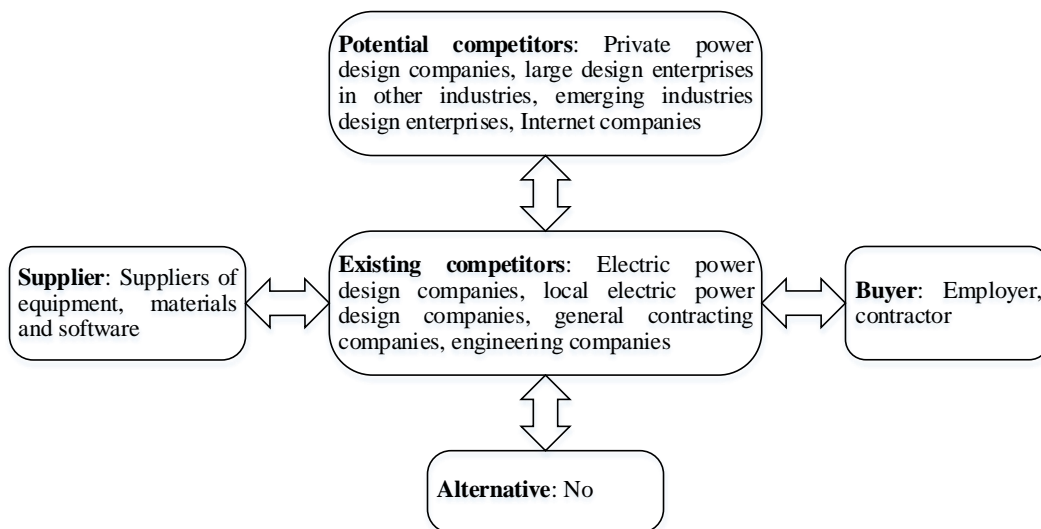 Potential competitors: Private power
design companies, large design enterprises
in other industries, emerging industries
design enterprises, Internet companies
Supplier: Suppliers of
equipment, materials
and software
Existing competitors: Electric power
design companies, local electric power
design companies, general contracting
companies, engineering companies
Buyer: Employer,
contractor
Alternative: No